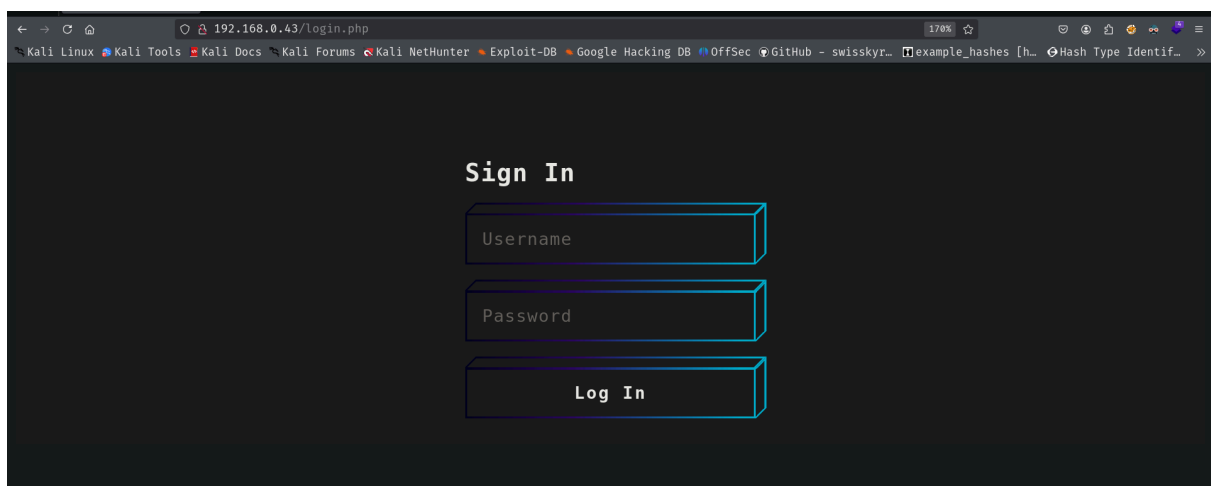 192.168.0.43/login.php 170%
Kali Linux Kali Tools Kali Docs Kali Forums Kali NetHunter Exploit-DB Google Hacking DB OffSec GitHub - swisskyr… example_hashes [h… Hash Type Identif… »
Sign In
Username
Password
Log In